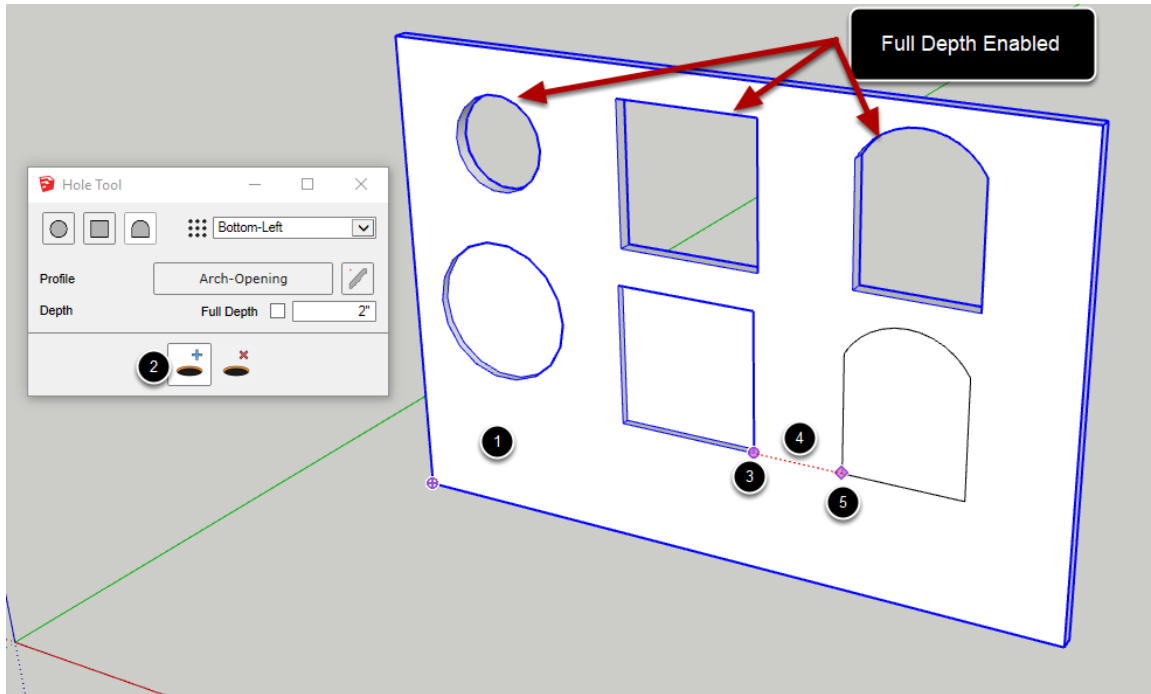 Full Depth Enabled
Hole Tool
Bottom-Left
Profile
Arch-Opening
Depth
Full Depth
2"
2
1
4
3
5